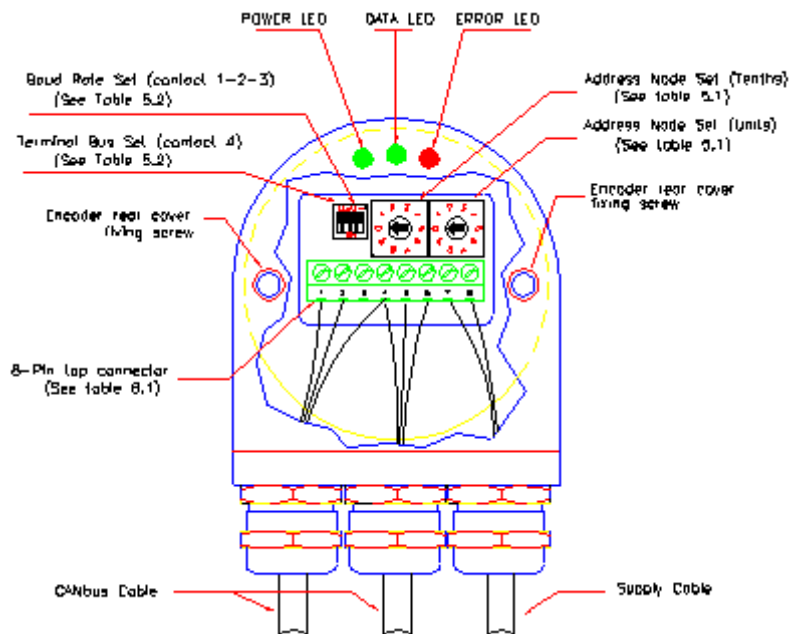 POWER LED
DATA LED
ERROR LED
Baud Rate Set (contact 1-2-3)
(See Table 5.2)
Terminal Bus Set (contact 4)
(See Table 5.2)
Encoder rear cover
fixing screw
Address Node Set (Tenths)
(See table 5.1)
Address Node Set (Units)
(See table 5.1)
Encoder rear cover
fixing screw
1 2 3 4 5 6 7 8
8-Pin top connector
(See table 6.1)
CANbus Cable
Supply Cable